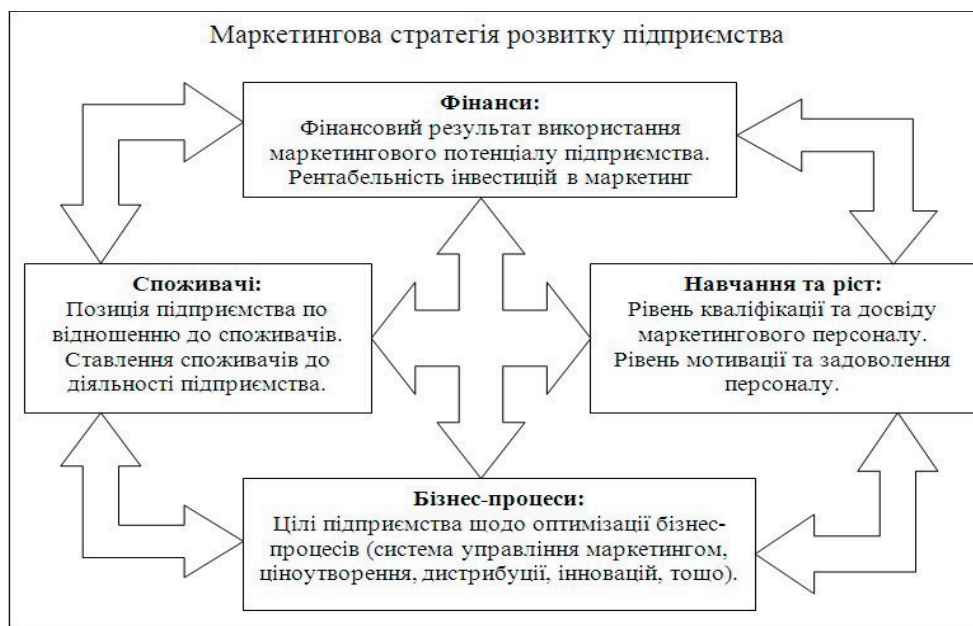 Маркетингова стратегія розвитку підприємства
Фінанси:
Фінансовий результат використання
маркетингового потенціалу підприємства.
Рентабельність інвестицій в маркетинг
Споживачі:
Позиція підприємства по
відношенню до споживачів.
Ставлення споживачів до
діяльності підприємства.
Навчання та ріст:
Рівень кваліфікації та досвіду
маркетингового персоналу.
Рівень мотивації та задоволення
персоналу.
Бізнес-процеси:
Цілі підприємства щодо оптимізації бізнес-
процесів (система управління маркетингом,
ціноутворення, дистрибуції, інновацій, тощо).